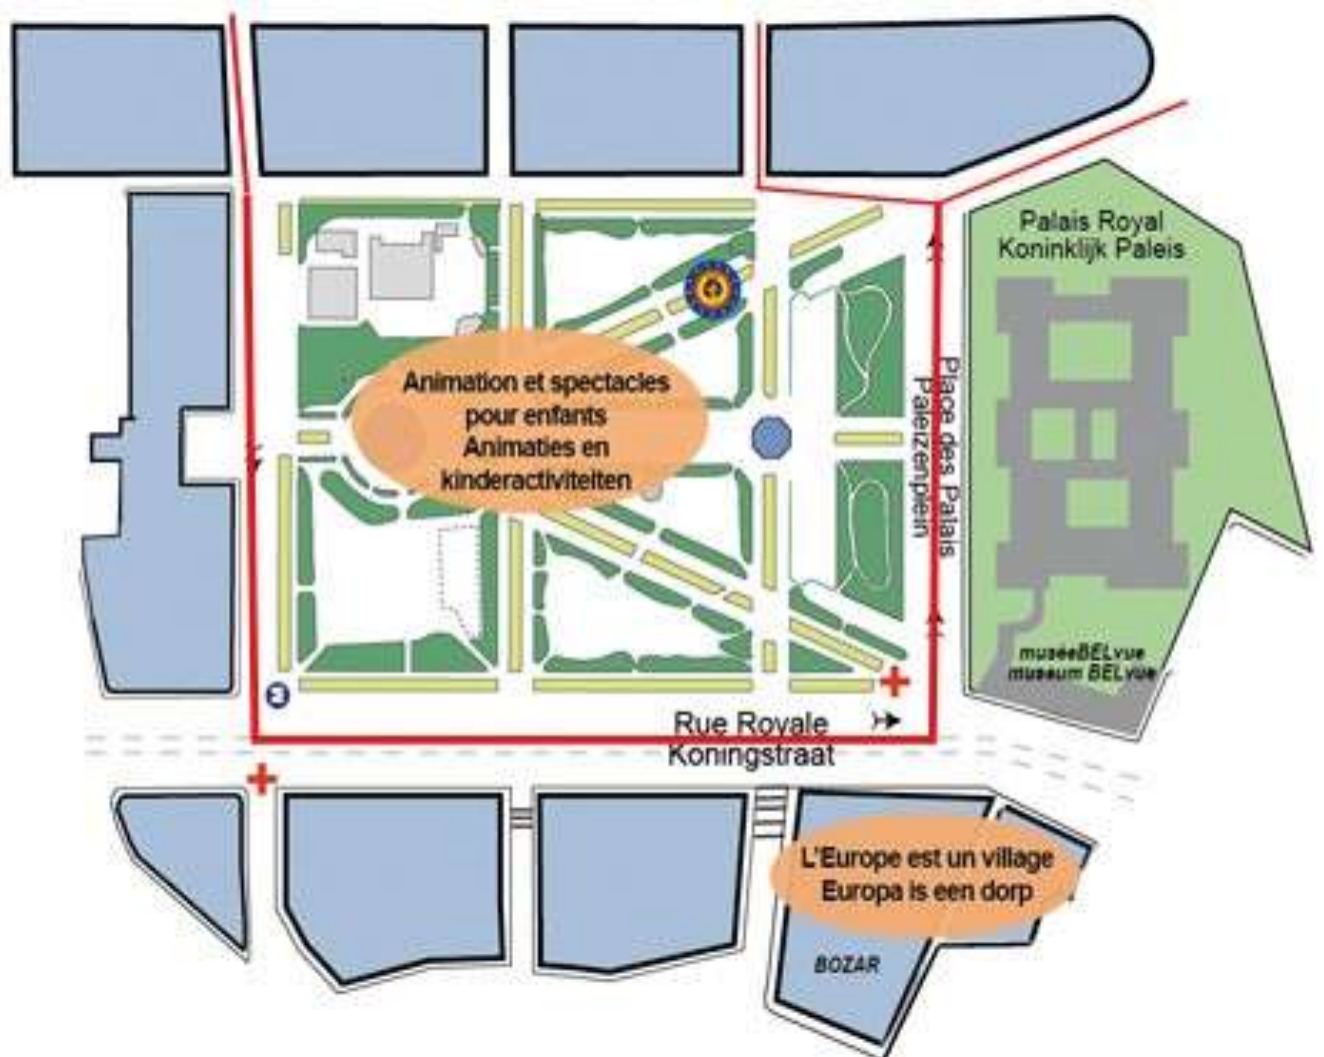 Palais Royal
Koninklijk Paleis
Animation et spectacles
pour enfants
Animaties en
kinderactiviteiten
Place des Palais
Paleizenplein
muséeBELvue
museum BELvue
M
Rue Royale
Koningstraat
L'Europe est un village
Europa is een dorp
BOZAR